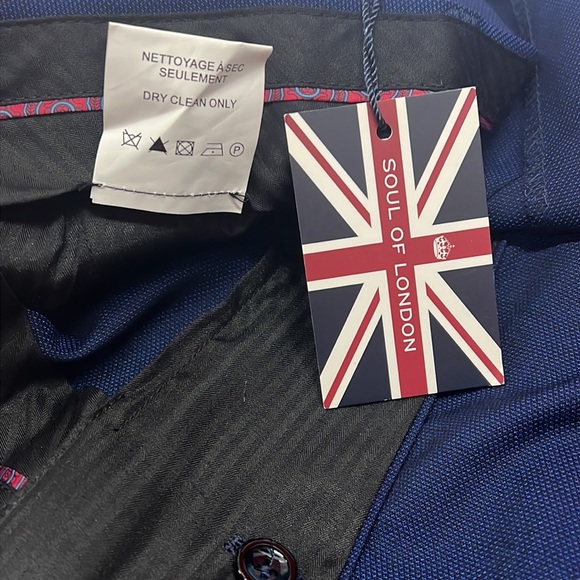 NETTOYAGE À SEC
SEULEMENT
DRY CLEAN ONLY
P
SOUL OF LONDON